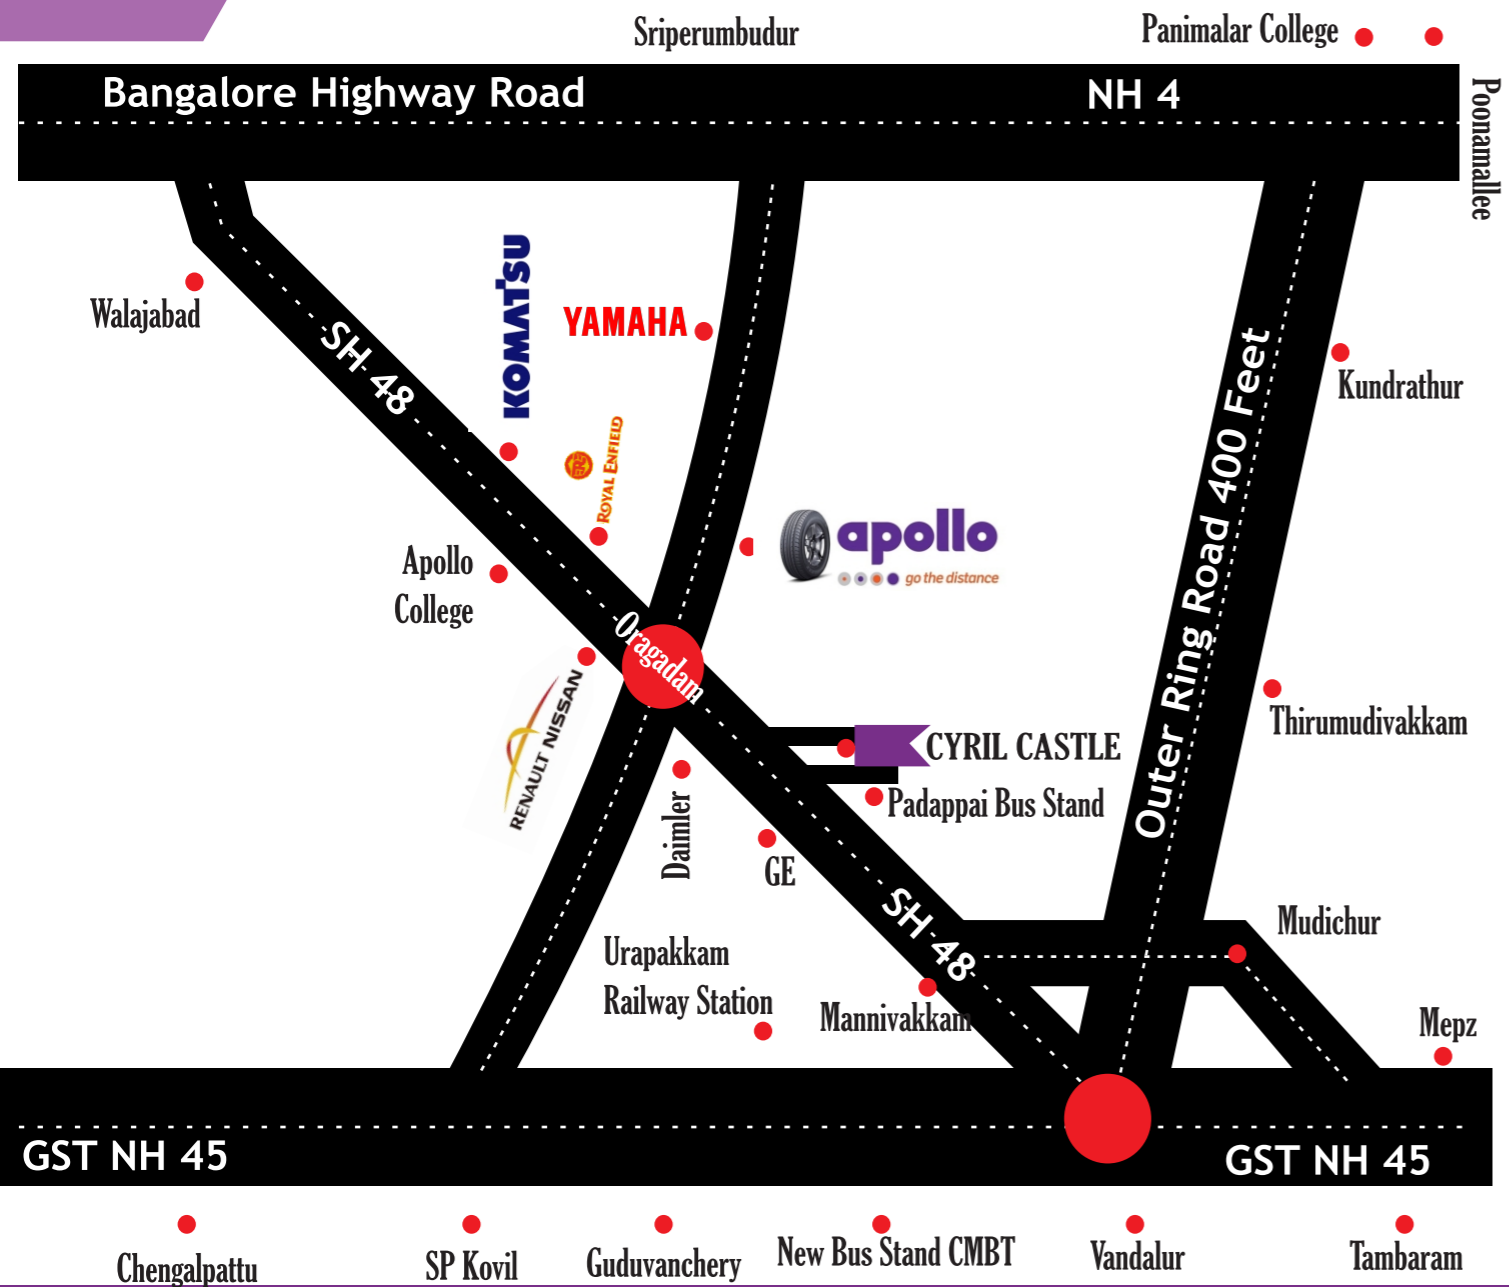 Sriperumbudur
Panimalar College
Bangalore Highway Road
NH 4
Poonamallee
Walajabad
SH 48
KOMATSU
YAMAHA
Kundrathur
ROYAL ENFIELD
apollo
go the distance
Outer Ring Road 400 Feet
Apollo
College
Oragadam
RENAULT NISSAN
Thirumudivakkam
CYRIL CASTLE
Padappai Bus Stand
Daimler
GE
SH 48
Mudichur
Urapakkam
Railway Station
Mannivakkam
Mepz
GST NH 45
GST NH 45
Chengalpattu
SP Kovil
Guduvanchery
New Bus Stand CMBT
Vandalur
Tambaram